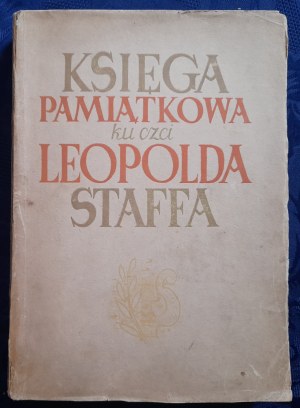 KSIĘGA
PAMIĄTKOWA
ku czci
LEOPOLDA
STAFFA